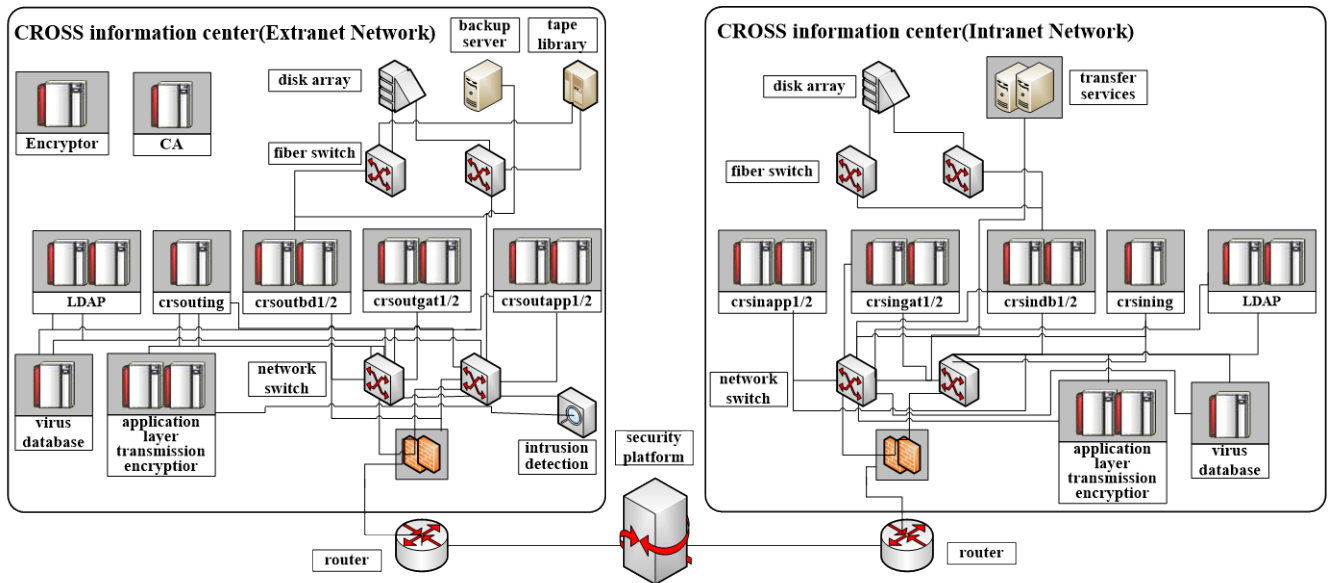 CROSS information center(Extranet Network)
backup
server
tape
library
disk array
Encryptor
CA
fiber switch
LDAP
crsouting
crsoutbd1/2
crsoutgat1/2
crsoutapp1/2
network
switch
virus
database
application
layer
transmission
encryptior
intrusion
detection
router
security
platform
CROSS information center(Intranet Network)
disk array
transfer
services
fiber switch
crsinapp1/2
crsingat1/2
crsindb1/2
crsining
LDAP
network
switch
application
layer
transmission
encryptior
virus
database
router